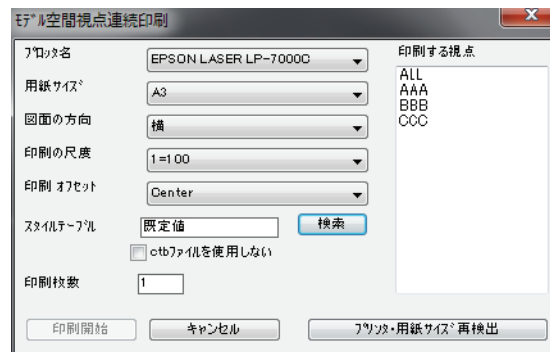 ﾓﾃﾞﾙ空間視点連続印刷
ﾌﾟﾛｯﾀ名
EPSON LASER LP-7000C
用紙ｻｲｽﾞ
A3
図面の方向
横
印刷の尺度
1=100
印刷 ｵﾌｾｯﾄ
Center
ｽﾀｲﾙﾃｰﾌﾞﾙ
既定値
検索
ctbﾌｧｲﾙを使用しない
印刷枚数
1
印刷する視点
ALL
AAA
BBB
CCC
印刷開始
ｷｬﾝｾﾙ
ﾌﾟﾘﾝﾀ・用紙ｻｲｽﾞ再検出